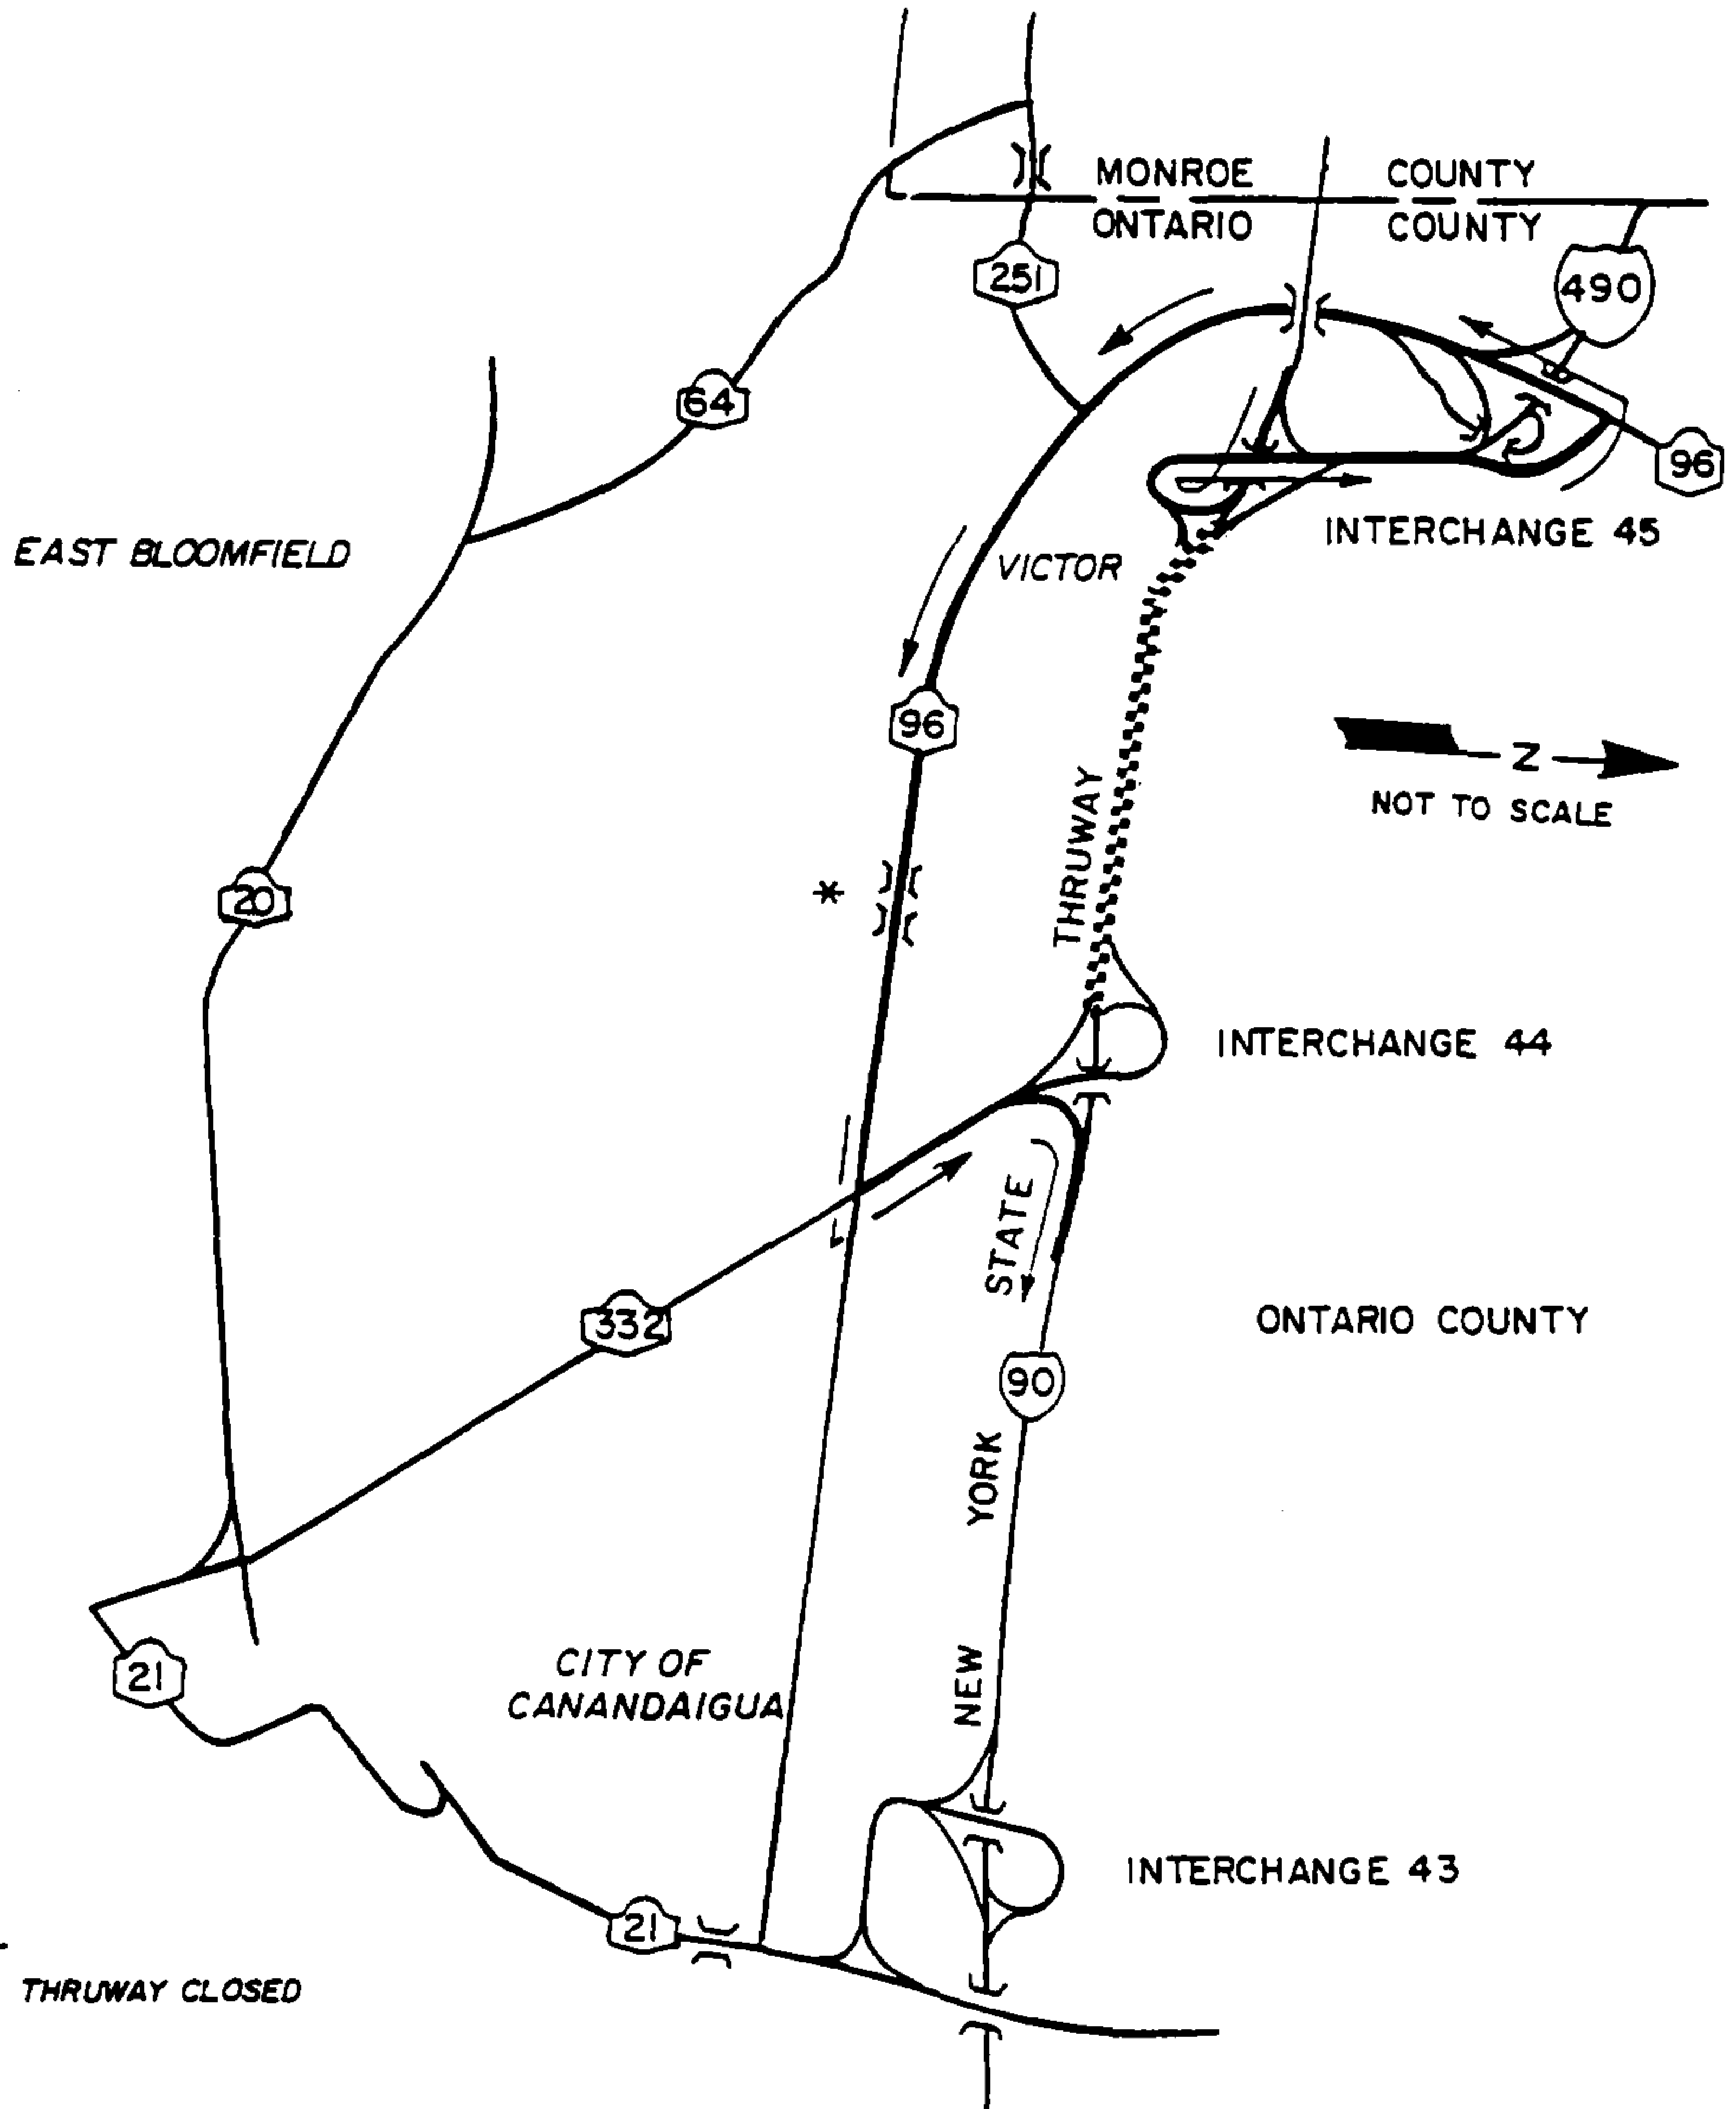 MONROE COUNTY
ONTARIO COUNTY
251
490
64
96
INTERCHANGE 45
EAST BLOOMFIELD
VICTOR
96
N
NOT TO SCALE
THRUWAY
20
*
INTERCHANGE 44
STATE
332
ONTARIO COUNTY
90
YORK
NEW
CITY OF
CANANDAIGUA
21
INTERCHANGE 43
21
THRUWAY CLOSED